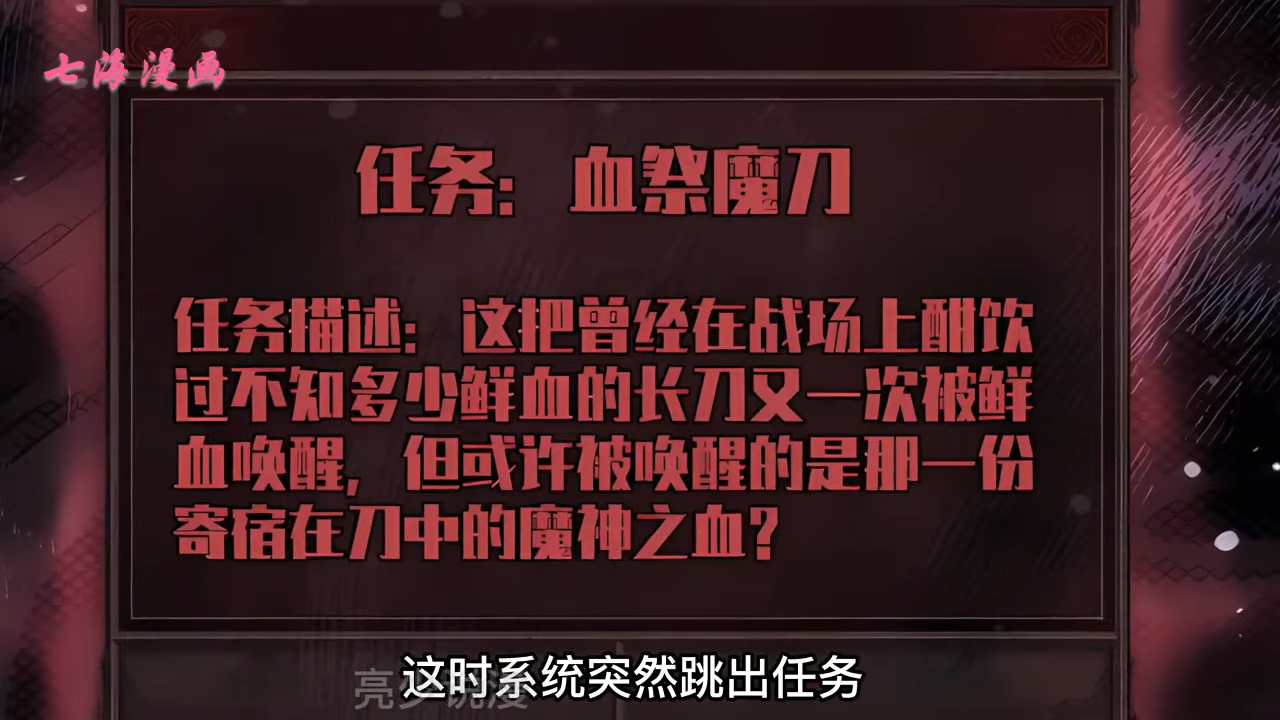 七海漫画
任务：血祭魔刀
任务描述：这把曾经在战场上酣饮
过不知多少鲜血的长刀又一次被鲜
血唤醒，但或许被唤醒的是那一份
寄宿在刀中的魔神之血？
这时系统突然跳出任务